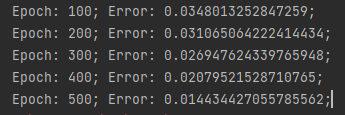 Epoch: 100; Error: 0.0348013252847259;
Epoch: 200; Error: 0.031065064222414434;
Epoch: 300; Error: 0.026947624339765948;
Epoch: 400; Error: 0.02079521528710765;
Epoch: 500; Error: 0.014434427055785562;